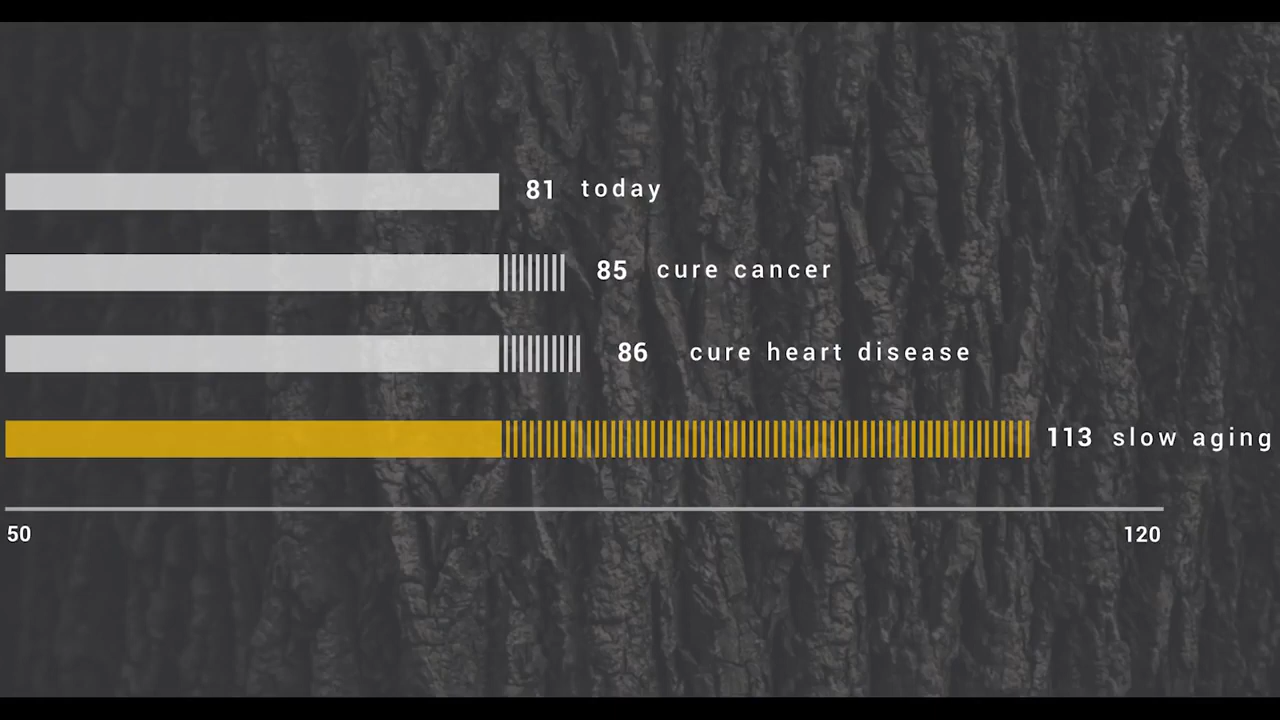 81 today
85 cure cancer
86 cure heart disease
113 slow aging
50 120